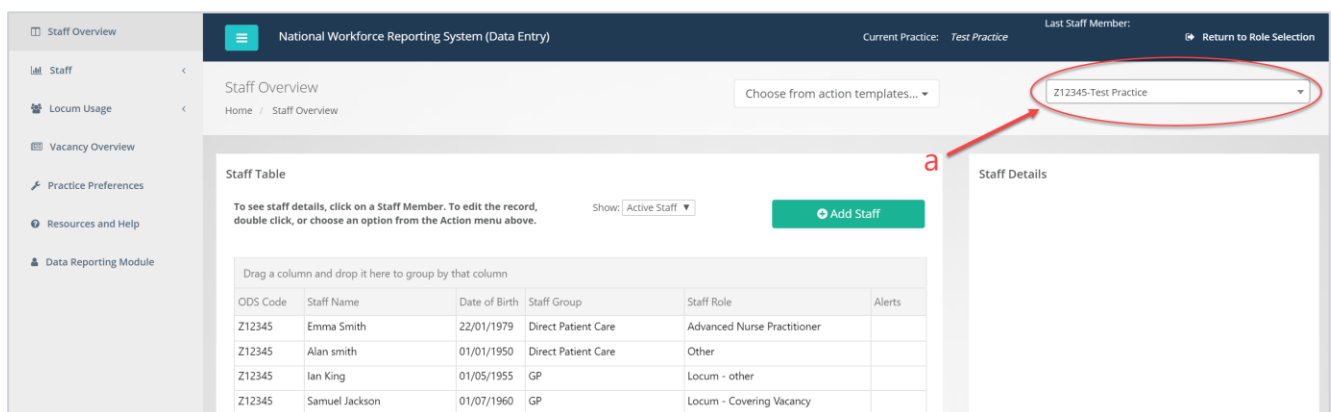 Staff Overview
Staff
Locum Usage
Vacancy Overview
Practice Preferences
Resources and Help
Data Reporting Module
National Workforce Reporting System (Data Entry)
Current Practice: Test Practice
Last Staff Member:
Return to Role Selection
Staff Overview
Home / Staff Overview
Choose from action templates...
Z12345-Test Practice
a
Staff Table
To see staff details, click on a Staff Member. To edit the record,
double click, or choose an option from the Action menu above.
Show: Active Staff
Add Staff
Drag a column and drop it here to group by that column
ODS Code Staff Name Date of Birth Staff Group Staff Role Alerts
Z12345 Emma Smith 22/01/1979 Direct Patient Care Advanced Nurse Practitioner
Z12345 Alan smith 01/01/1950 Direct Patient Care Other
Z12345 Ian King 01/05/1955 GP Locum - other
Z12345 Samuel Jackson 01/07/1960 GP Locum - Covering Vacancy
Staff Details